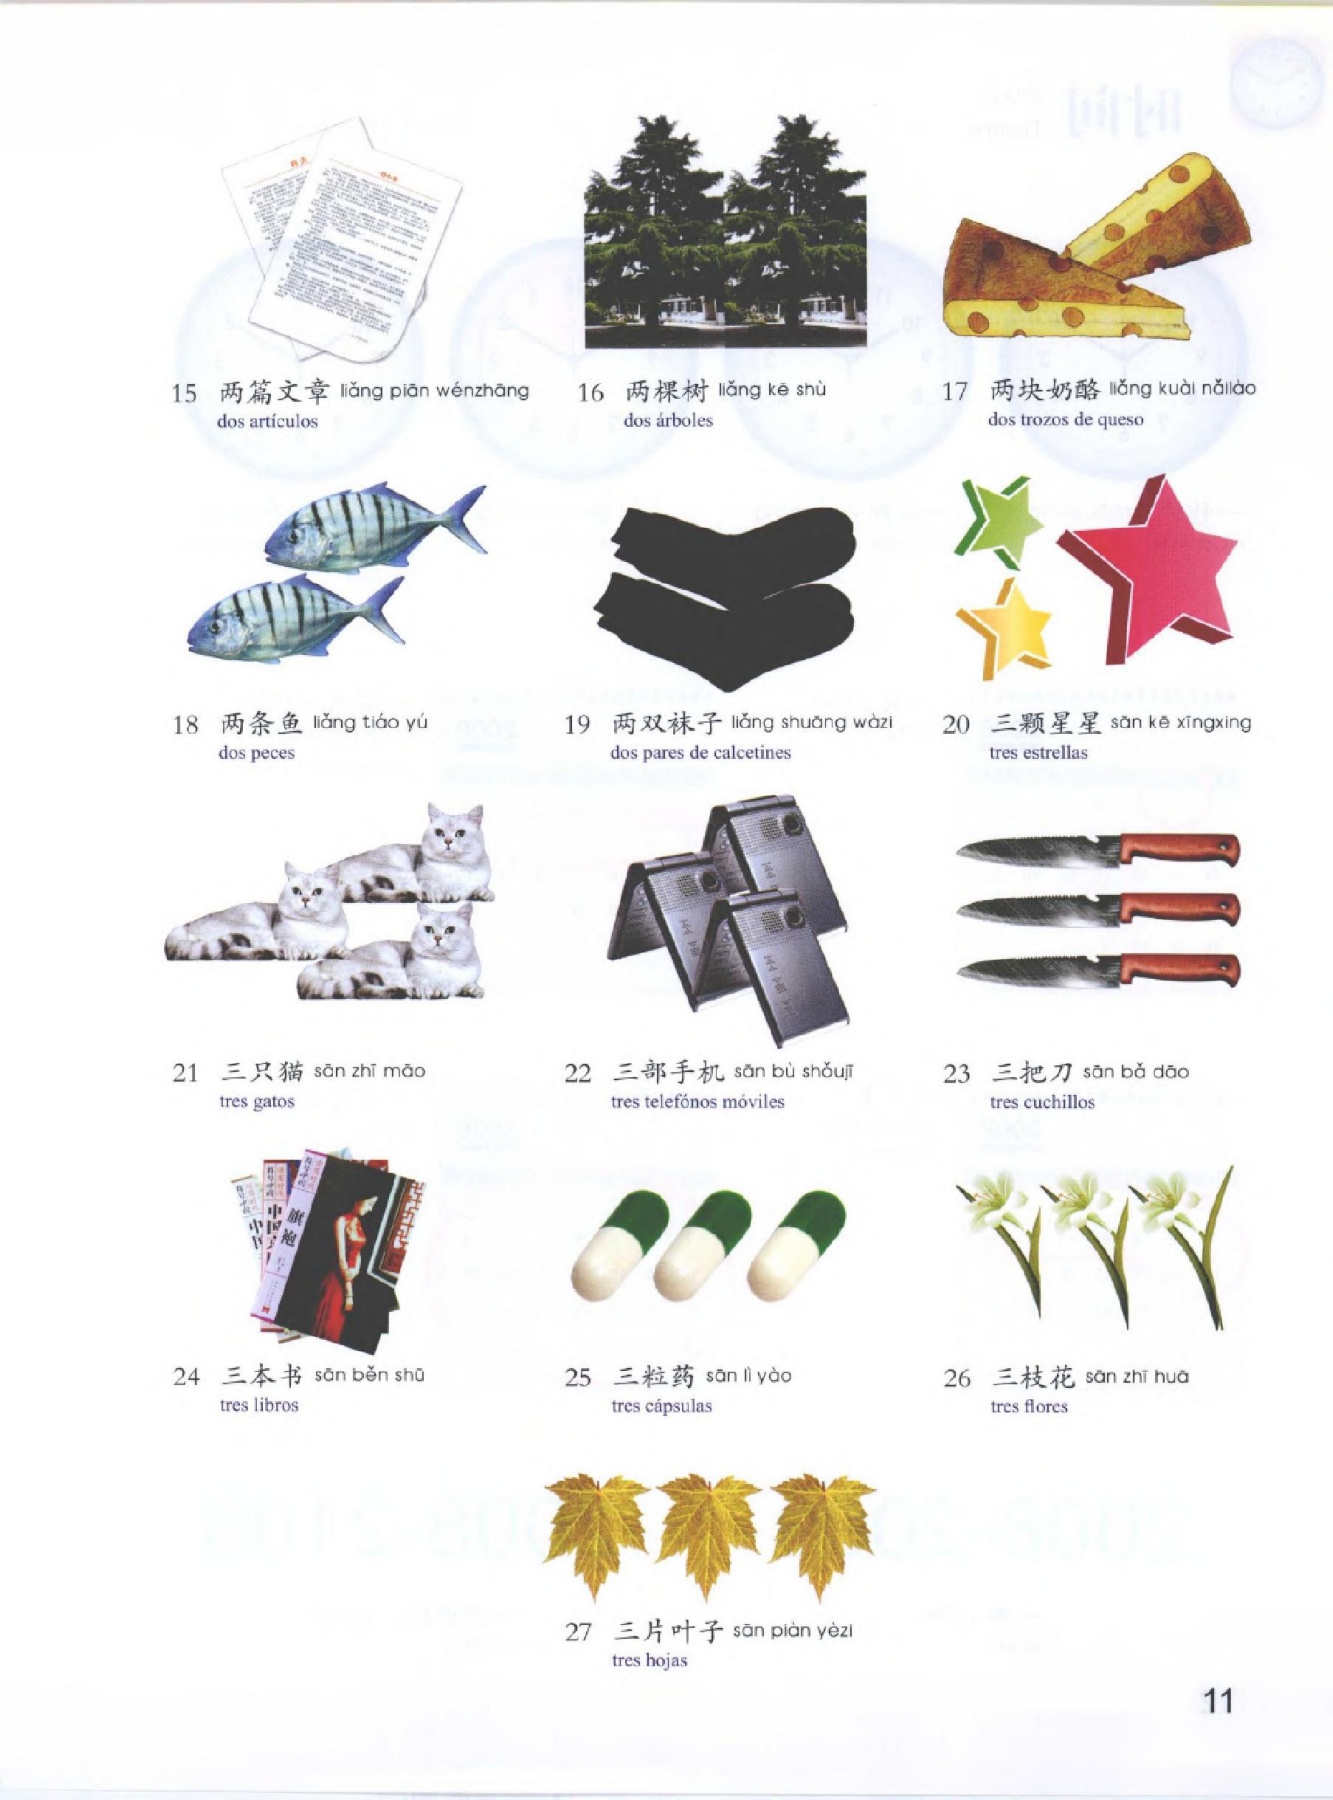 15 两篇文章 liǎng piān wénzhāng
dos artículos
16 两棵树 liǎng kē shù
dos árboles
17 两块奶酪 liǎng kuài nǎilào
dos trozos de queso
18 两条鱼 liǎng tiáo yú
dos peces
19 两双袜子 liǎng shuāng wàzi
dos pares de calcetines
20 三颗星星 sān kē xīngxing
tres estrellas
21 三只猫 sān zhī māo
tres gatos
22 三部手机 sān bù shǒujī
tres telefónos móviles
23 三把刀 sān bǎ dāo
tres cuchillos
旗袍
24 三本书 sān běn shū
tres libros
25 三粒药 sān lì yào
tres cápsulas
26 三枝花 sān zhī huā
tres flores
27 三片叶子 sān piàn yèzi
tres hojas
11